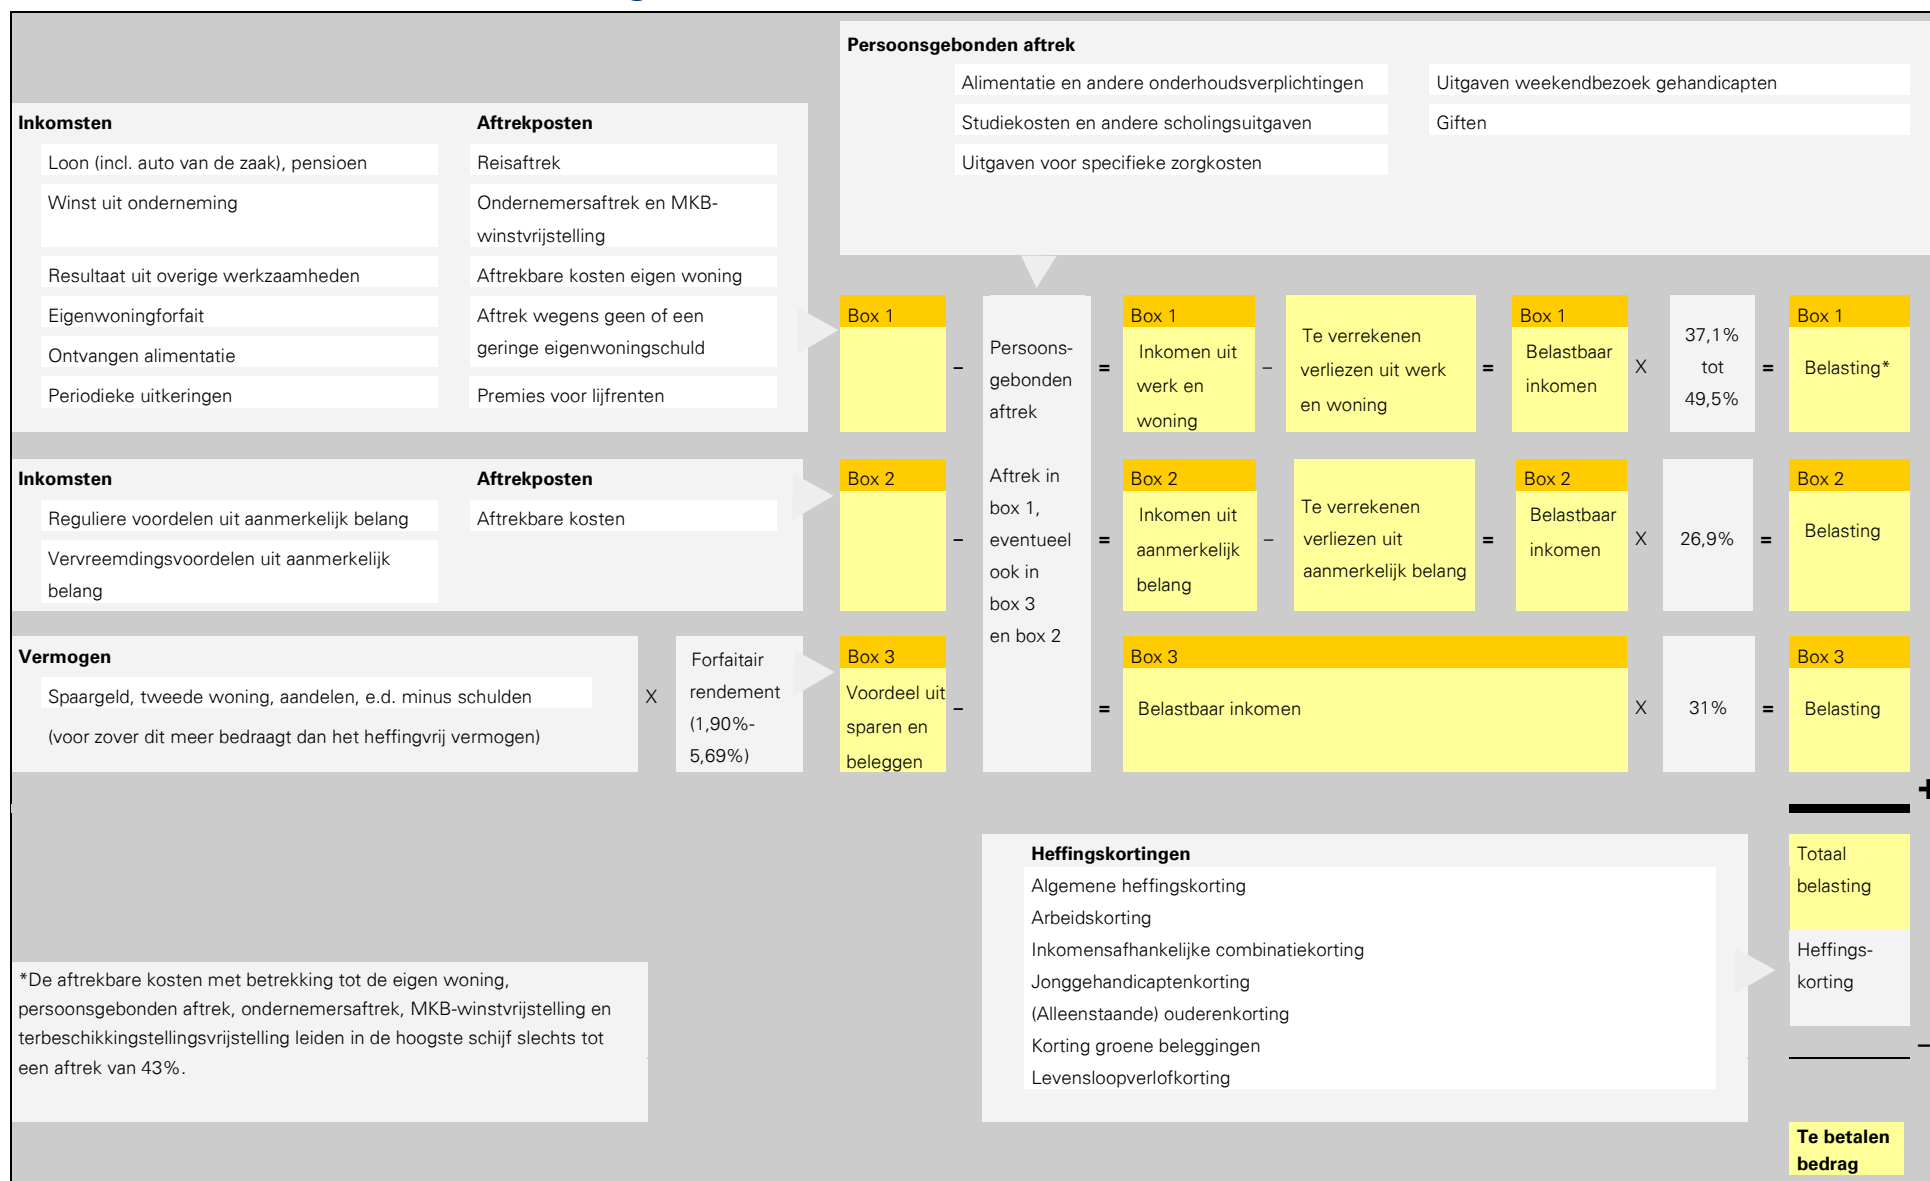 Persoonsgebonden aftrek
Alimentatie en andere onderhoudsverplichtingen
Uitgaven weekendbezoek gehandicapten
Studiekosten en andere scholingsuitgaven
Giften
Uitgaven voor specifieke zorgkosten
Inkomsten
Aftrekposten
Loon (incl. auto van de zaak), pensioen
Reisaftrek
Winst uit onderneming
Ondernemersaftrek en MKB-
winstvrijstelling
Resultaat uit overige werkzaamheden
Aftrekbare kosten eigen woning
Eigenwoningforfait
Aftrek wegens geen of een
geringe eigenwoningschuld
Ontvangen alimentatie
Periodieke uitkeringen
Premies voor lijfrenten
Box 1
–
Persoons-
gebonden
aftrek
Aftrek in
box 1,
eventueel
ook in
box 3
en box 2
=
Box 1
Inkomen uit
werk en
woning
–
Te verrekenen
verliezen uit werk
en woning
=
Box 1
Belastbaar
inkomen
X
37,1%
tot
49,5%
=
Box 1
Belasting*
Inkomsten
Aftrekposten
Reguliere voordelen uit aanmerkelijk belang
Aftrekbare kosten
Vervreemdingsvoordelen uit aanmerkelijk
belang
Box 2
–
=
Box 2
Inkomen uit
aanmerkelijk
belang
–
Te verrekenen
verliezen uit
aanmerkelijk belang
=
Box 2
Belastbaar
inkomen
X
26,9%
=
Box 2
Belasting
Vermogen
Spaargeld, tweede woning, aandelen, e.d. minus schulden
(voor zover dit meer bedraagt dan het heffingvrij vermogen)
X
Forfaitair
rendement
(1,90%-
5,69%)
Box 3
Voordeel uit
sparen en
beleggen
–
=
Box 3
Belastbaar inkomen
X
31%
=
Box 3
Belasting
+
Heffingskortingen
Algemene heffingskorting
Arbeidskorting
Inkomensafhankelijke combinatiekorting
Jonggehandicaptenkorting
(Alleenstaande) ouderenkorting
Korting groene beleggingen
Levensloopverlofkorting
Totaal
belasting
Heffings-
korting
–
*De aftrekbare kosten met betrekking tot de eigen woning,
persoonsgebonden aftrek, ondernemersaftrek, MKB-winstvrijstelling en
terbeschikkingstellingsvrijstelling leiden in de hoogste schijf slechts tot
een aftrek van 43%.
Te betalen
bedrag